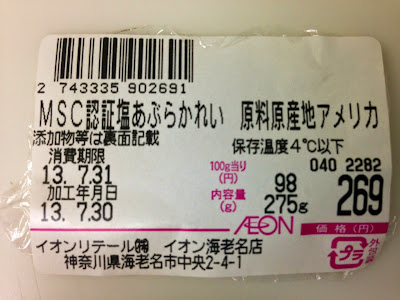 2 743335 902691
MSC認証塩あぶらかれい 原料原産地アメリカ
添加物等は裏面記載 保存温度4℃以下
消費期限 040 2282
13. 7.31
加工年月日
13. 7.30
100g当り(円) 98
内容量(g) 275g
269
価格(円)
ÆON
イオンリテール㈱ イオン海老名店
神奈川県海老名市中央2-4-1
プラ
外装